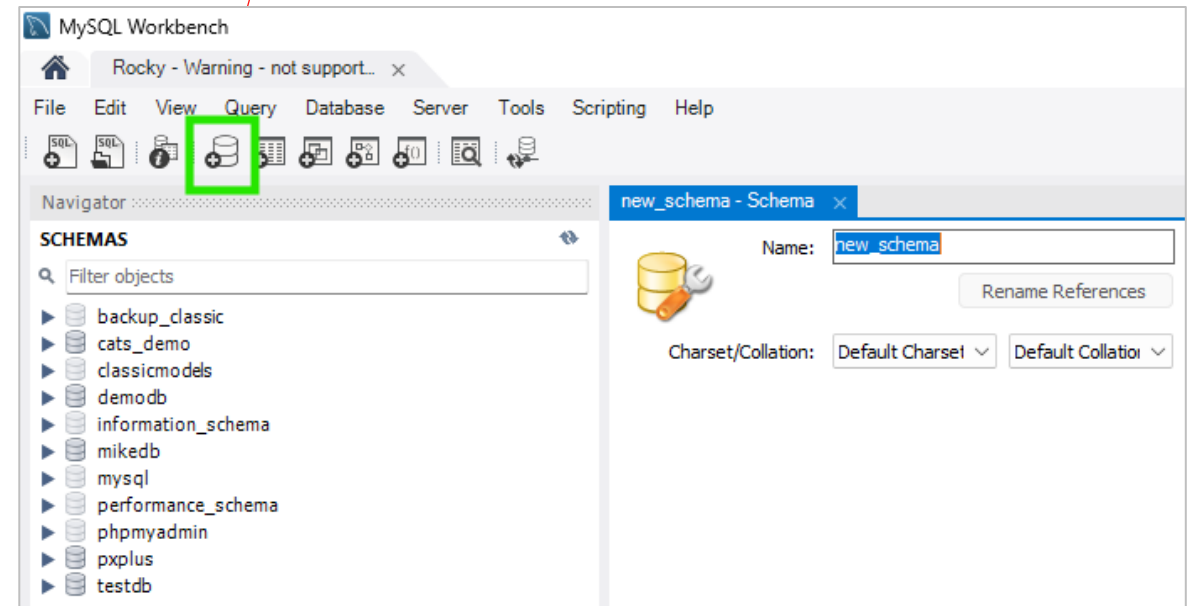 MySQL Workbench
Rocky - Warning - not support...
File Edit View Query Database Server Tools Scripting Help
SQL SQL
Navigator
new_schema - Schema
SCHEMAS
Name: new_schema
Filter objects
Rename References
backup_classic
cats_demo
Charset/Collation: Default Charset Default Collation
classicmodels
demodb
information_schema
mikedb
mysql
performance_schema
phpmyadmin
pxplus
testdb